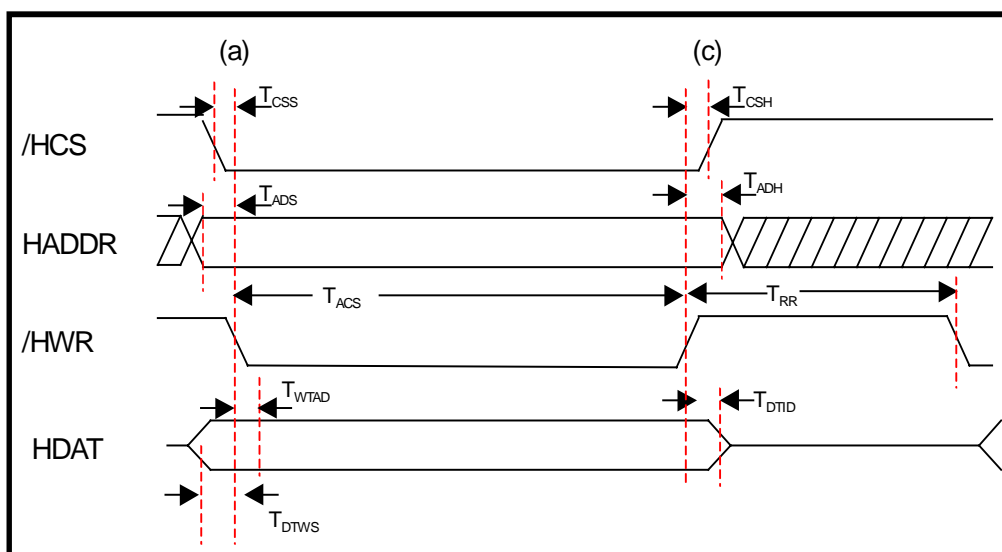 (a) (c)
TCSS TCSH
/HCS
TADS TADH
HADDR
TACS TRR
/HWR
TWTAD TDTID
HDAT
TDTWS